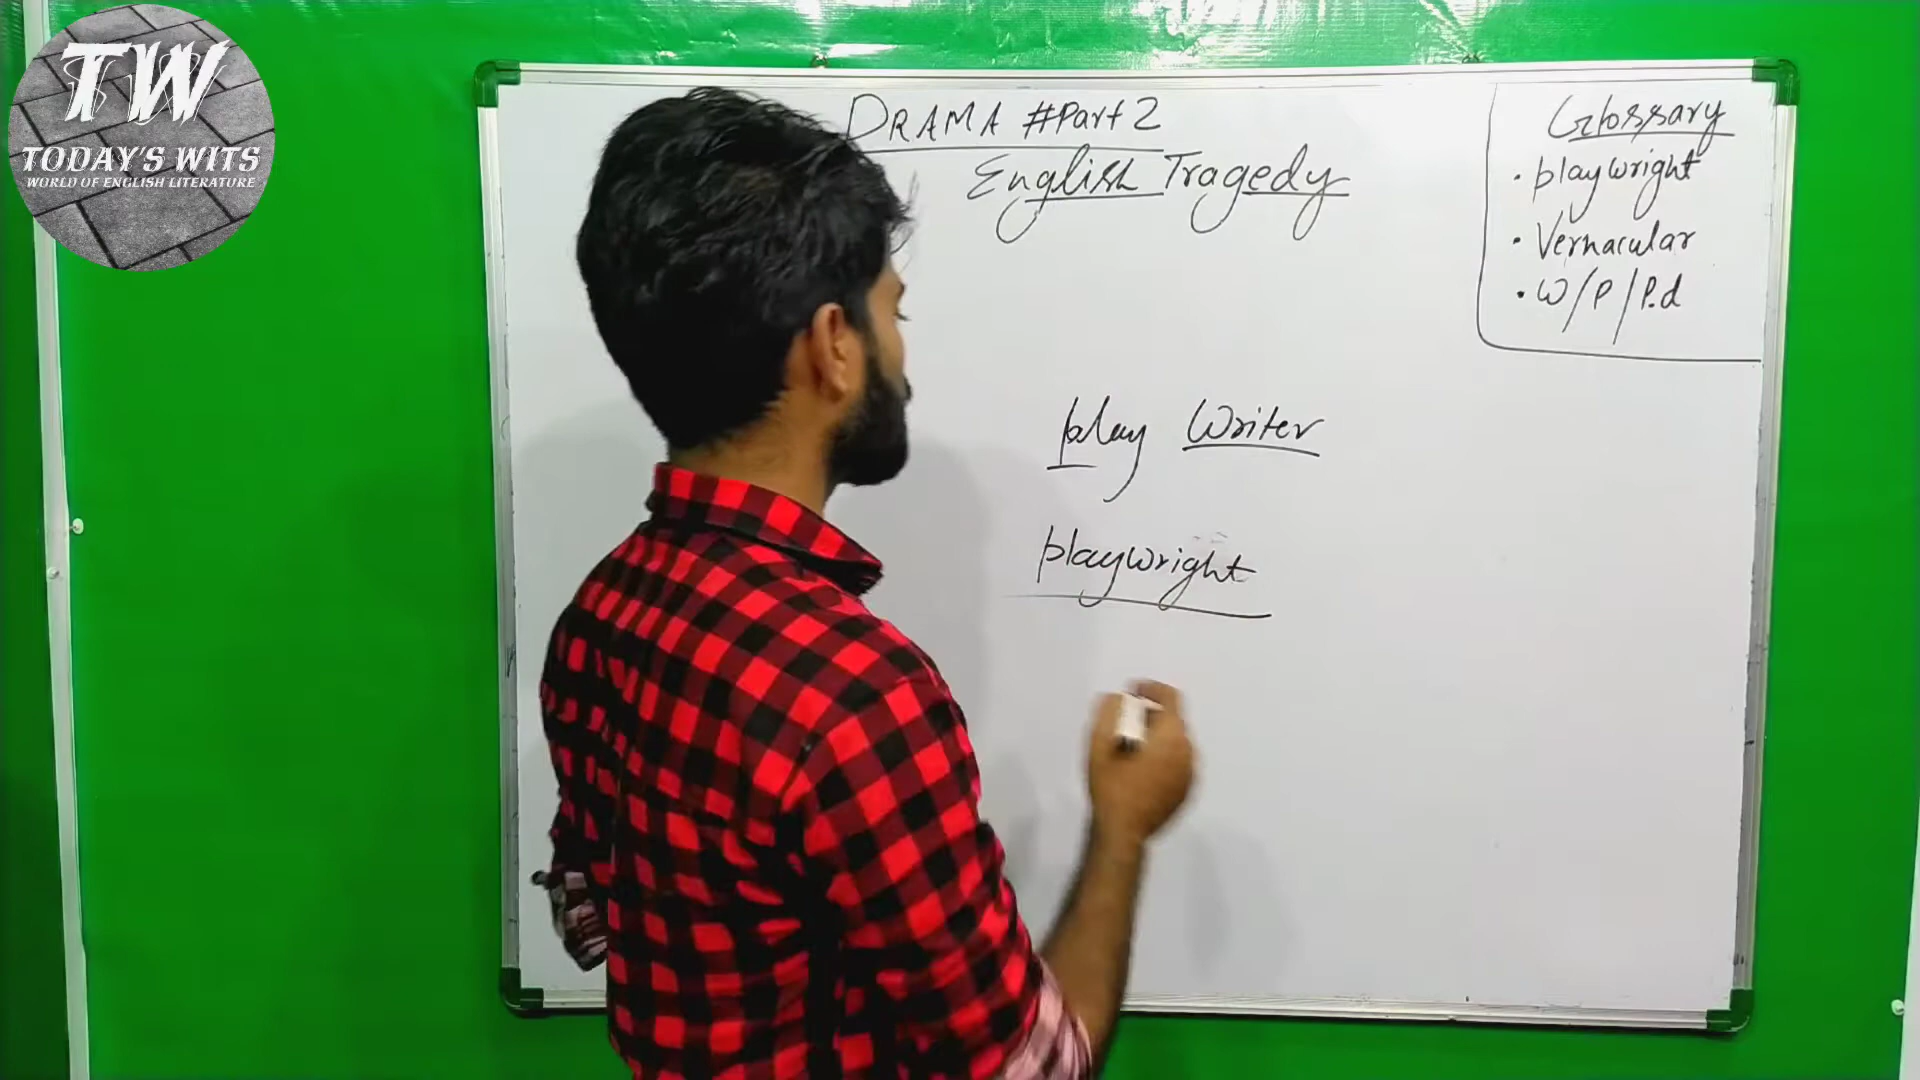 TW
TODAY'S WITS
WORLD OF ENGLISH LITERATURE
DRAMA #Part 2
English Tragedy
Glossary
• playwright
• Vernacular
• W/P/P.d
play Writer
playwright